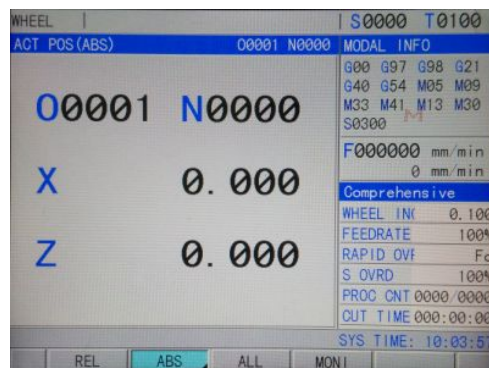 WHEEL | S0000 T0100
ACT POS(ABS) O0001 N0000
MODAL INFO
G00 G97 G98 G21
G40 G54 M05 M09
M33 M41 M13 M30
S0300
O0001 N0000
F000000 mm/min
0 mm/min
X 0.000
Z 0.000
Comprehensive
WHEEL IN( 0.100
FEEDRATE 100%
RAPID OVF Fo
S OVRD 100%
PROC CNT 0000/0000
CUT TIME 000:00:00
SYS TIME: 10:03:57
REL ABS ALL MONI